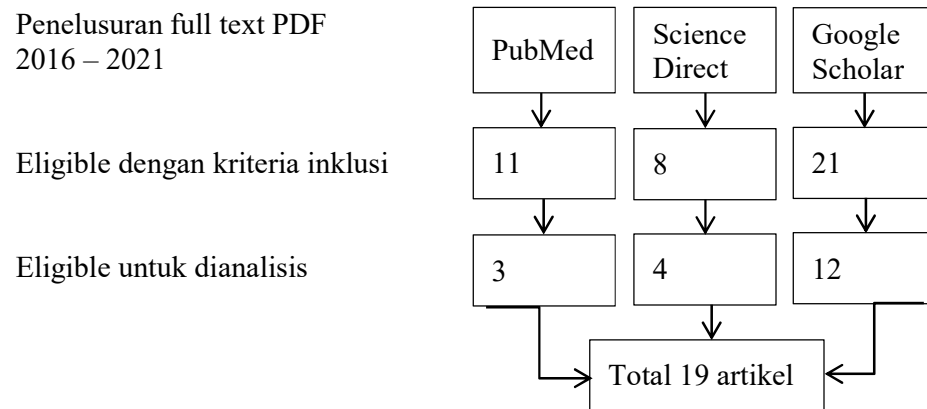 Penelusuran full text PDF
2016 – 2021
PubMed
Science
Direct
Google
Scholar
Eligible dengan kriteria inklusi
11
8
21
Eligible untuk dianalisis
3
4
12
Total 19 artikel